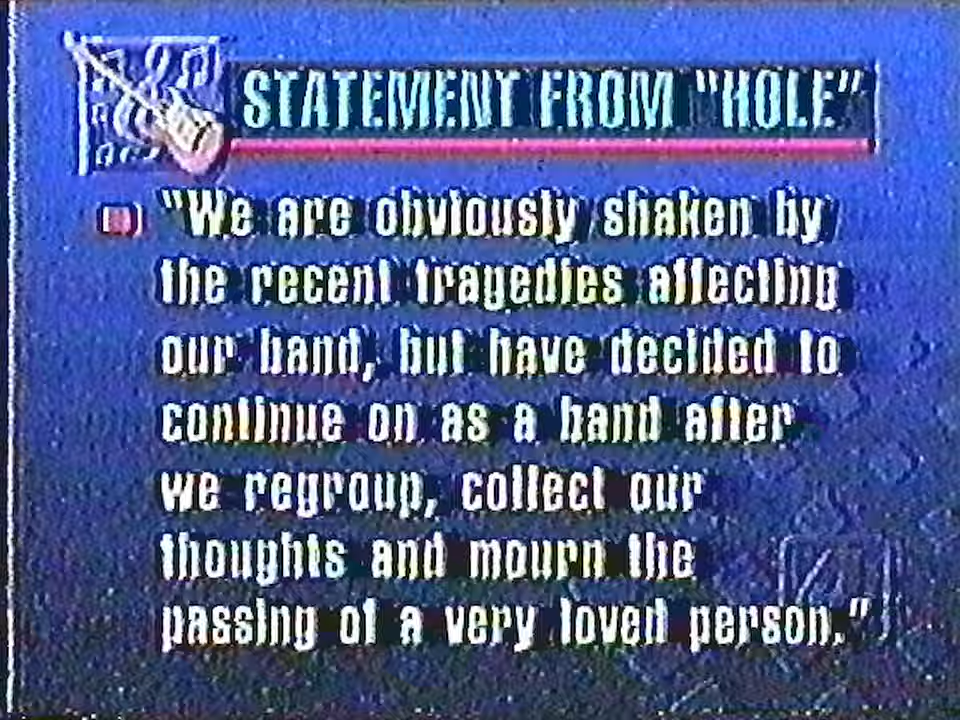 STATEMENT FROM "HOLE"
"We are obviously shaken by
the recent tragedies affecting
our band, but have decided to
continue on as a band after
we regroup, collect our
thoughts and mourn the
passing of a very loved person."